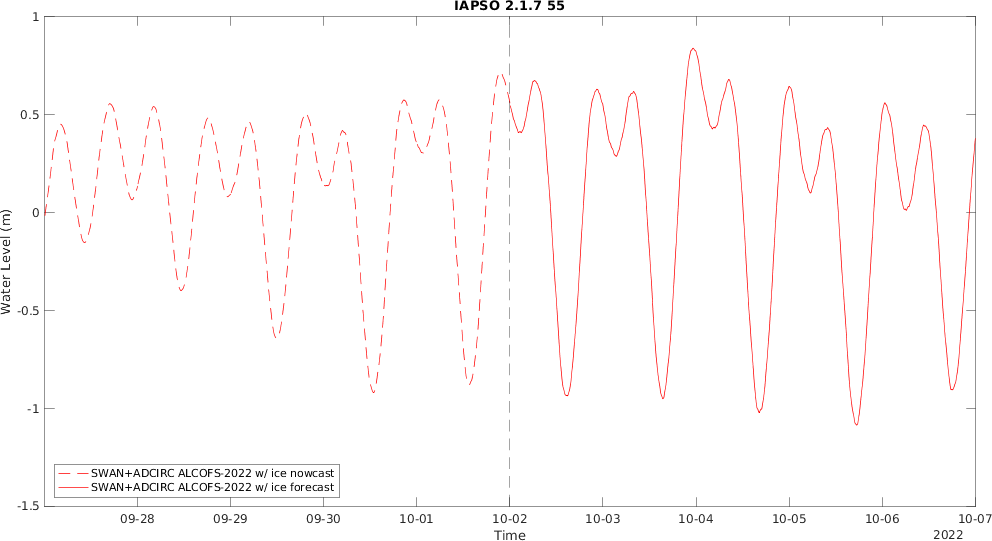 IAPSO 2.1.7 55
1
0.5
0
-0.5
-1
-1.5
Water Level (m)
SWAN+ADCIRC ALCOFS-2022 w/ ice nowcast
SWAN+ADCIRC ALCOFS-2022 w/ ice forecast
09-28 09-29 09-30 10-01 10-02 10-03 10-04 10-05 10-06 10-07
Time
2022